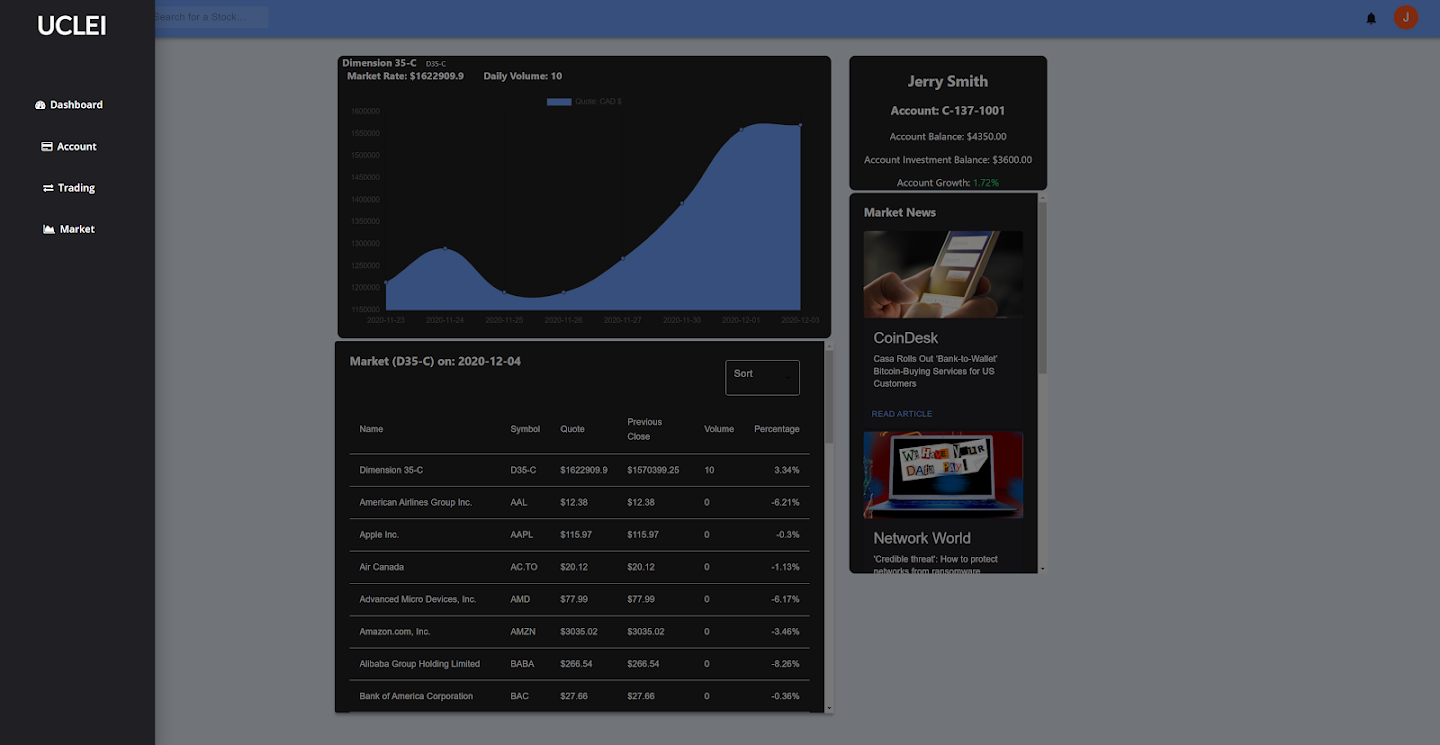 UCLEI
Search for a Stock...
J
Dashboard
Account
Trading
Market
Dimension 35-C D35-C
Market Rate: $1622909.9 Daily Volume: 10
Quote: CAD $
1600000
1550000
1500000
1450000
1400000
1350000
1300000
1250000
1200000
1150000
2020-11-23 2020-11-24 2020-11-25 2020-11-26 2020-11-27 2020-11-30 2020-12-01 2020-12-03
Market (D35-C) on: 2020-12-04
Sort
Name Symbol Quote Previous Close Volume Percentage
Dimension 35-C D35-C $1622909.9 $1570399.25 10 3.34%
American Airlines Group Inc. AAL $12.38 $12.38 0 -6.21%
Apple Inc. AAPL $115.97 $115.97 0 -0.3%
Air Canada AC.TO $20.12 $20.12 0 -1.13%
Advanced Micro Devices, Inc. AMD $77.99 $77.99 0 -6.17%
Amazon.com, Inc. AMZN $3035.02 $3035.02 0 -3.46%
Alibaba Group Holding Limited BABA $266.54 $266.54 0 -8.26%
Bank of America Corporation BAC $27.66 $27.66 0 -0.36%
Jerry Smith
Account: C-137-1001
Account Balance: $4350.00
Account Investment Balance: $3600.00
Account Growth: 1.72%
Market News
CoinDesk
Casa Rolls Out 'Bank-to-Wallet'
Bitcoin-Buying Services for US
Customers
READ ARTICLE
We Have Your
Data Pay!
Network World
'Credible threat': How to protect
networks from ransomware